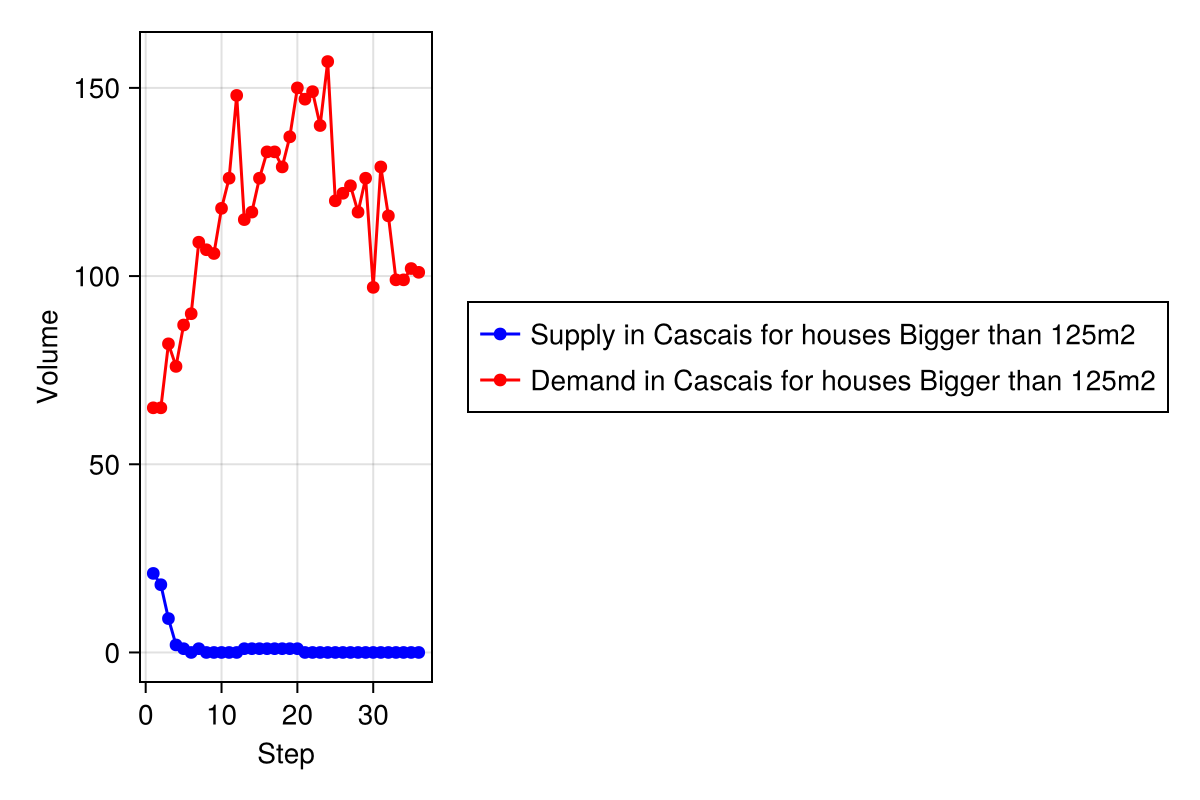 150
100
50
0
Volume
0 10 20 30
Step
Supply in Cascais for houses Bigger than 125m2
Demand in Cascais for houses Bigger than 125m2